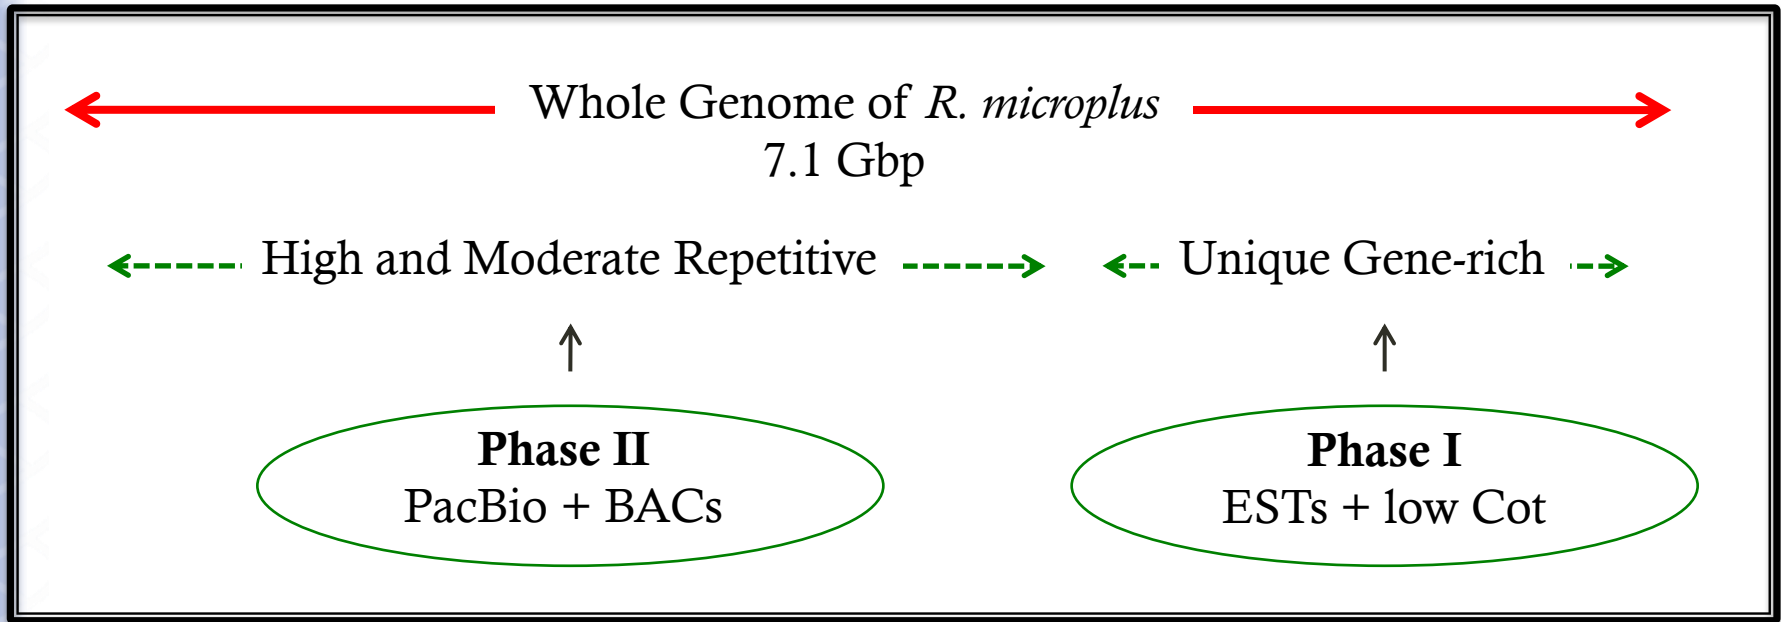 Whole Genome of R. microplus
7.1 Gbp
High and Moderate Repetitive
Unique Gene-rich
Phase II
PacBio + BACs
Phase I
ESTs + low Cot